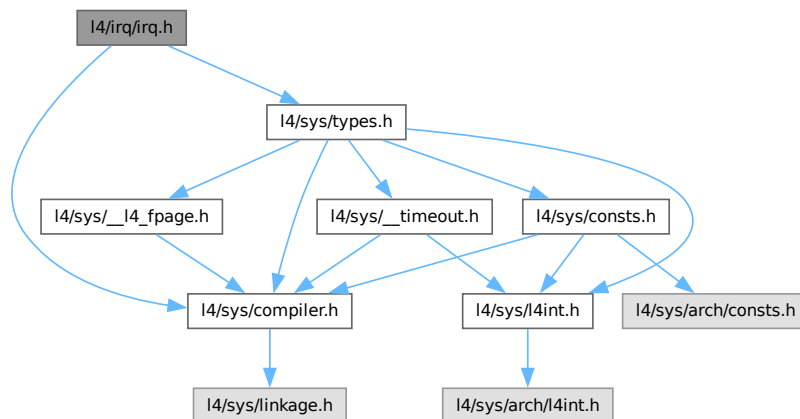 l4/irq/irq.h
l4/sys/types.h
l4/sys/__l4_fpage.h
l4/sys/__timeout.h
l4/sys/consts.h
l4/sys/compiler.h
l4/sys/l4int.h
l4/sys/arch/consts.h
l4/sys/linkage.h
l4/sys/arch/l4int.h